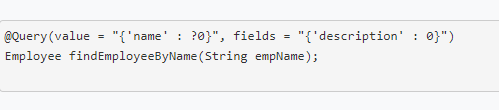 @Query(value = "{'name' : ?0}", fields = "{'description' : 0}")
Employee findEmployeeByName(String empName);